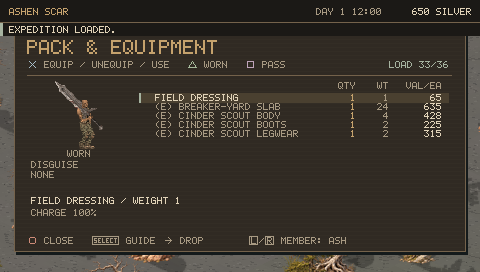 ASHEN SCAR DAY 1 12:00 650 SILVER
EXPEDITION LOADED.
PACK & EQUIPMENT
EQUIP / UNEQUIP / USE WORN PASS LOAD 33/36
QTY WT VAL/EA
FIELD DRESSING 1 1 65
(E) BREAKER-YARD SLAB 1 24 635
(E) CINDER SCOUT BODY 1 4 428
(E) CINDER SCOUT BOOTS 1 2 225
(E) CINDER SCOUT LEGWEAR 1 2 315
WORN
DISGUISE
NONE
FIELD DRESSING / WEIGHT 1
CHARGE 100%
CLOSE SELECT GUIDE → DROP L/R MEMBER: ASH